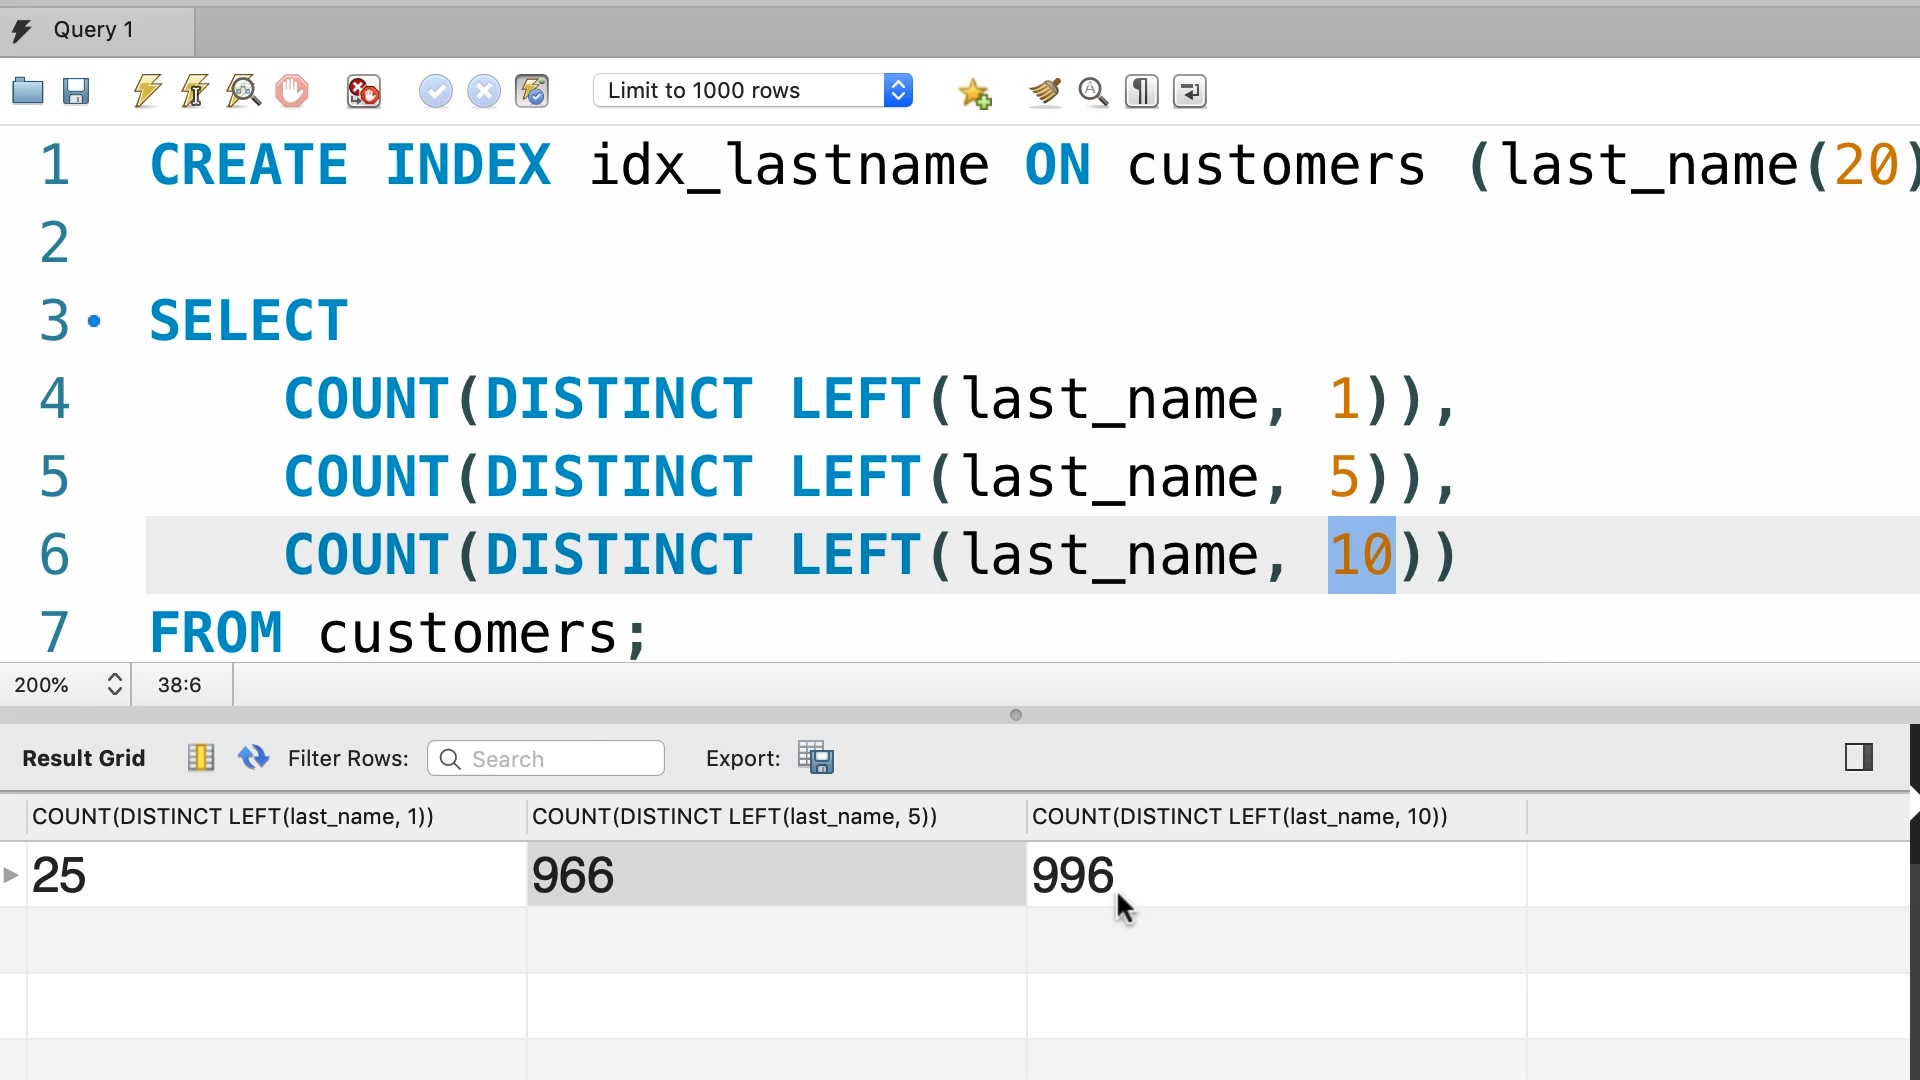 Query 1
Limit to 1000 rows
1 CREATE INDEX idx_lastname ON customers (last_name(20)
2
3 SELECT
4 COUNT(DISTINCT LEFT(last_name, 1)),
5 COUNT(DISTINCT LEFT(last_name, 5)),
6 COUNT(DISTINCT LEFT(last_name, 10))
7 FROM customers;
200% 38:6
Result Grid Filter Rows: Search Export:
COUNT(DISTINCT LEFT(last_name, 1)) COUNT(DISTINCT LEFT(last_name, 5)) COUNT(DISTINCT LEFT(last_name, 10))
25 966 996